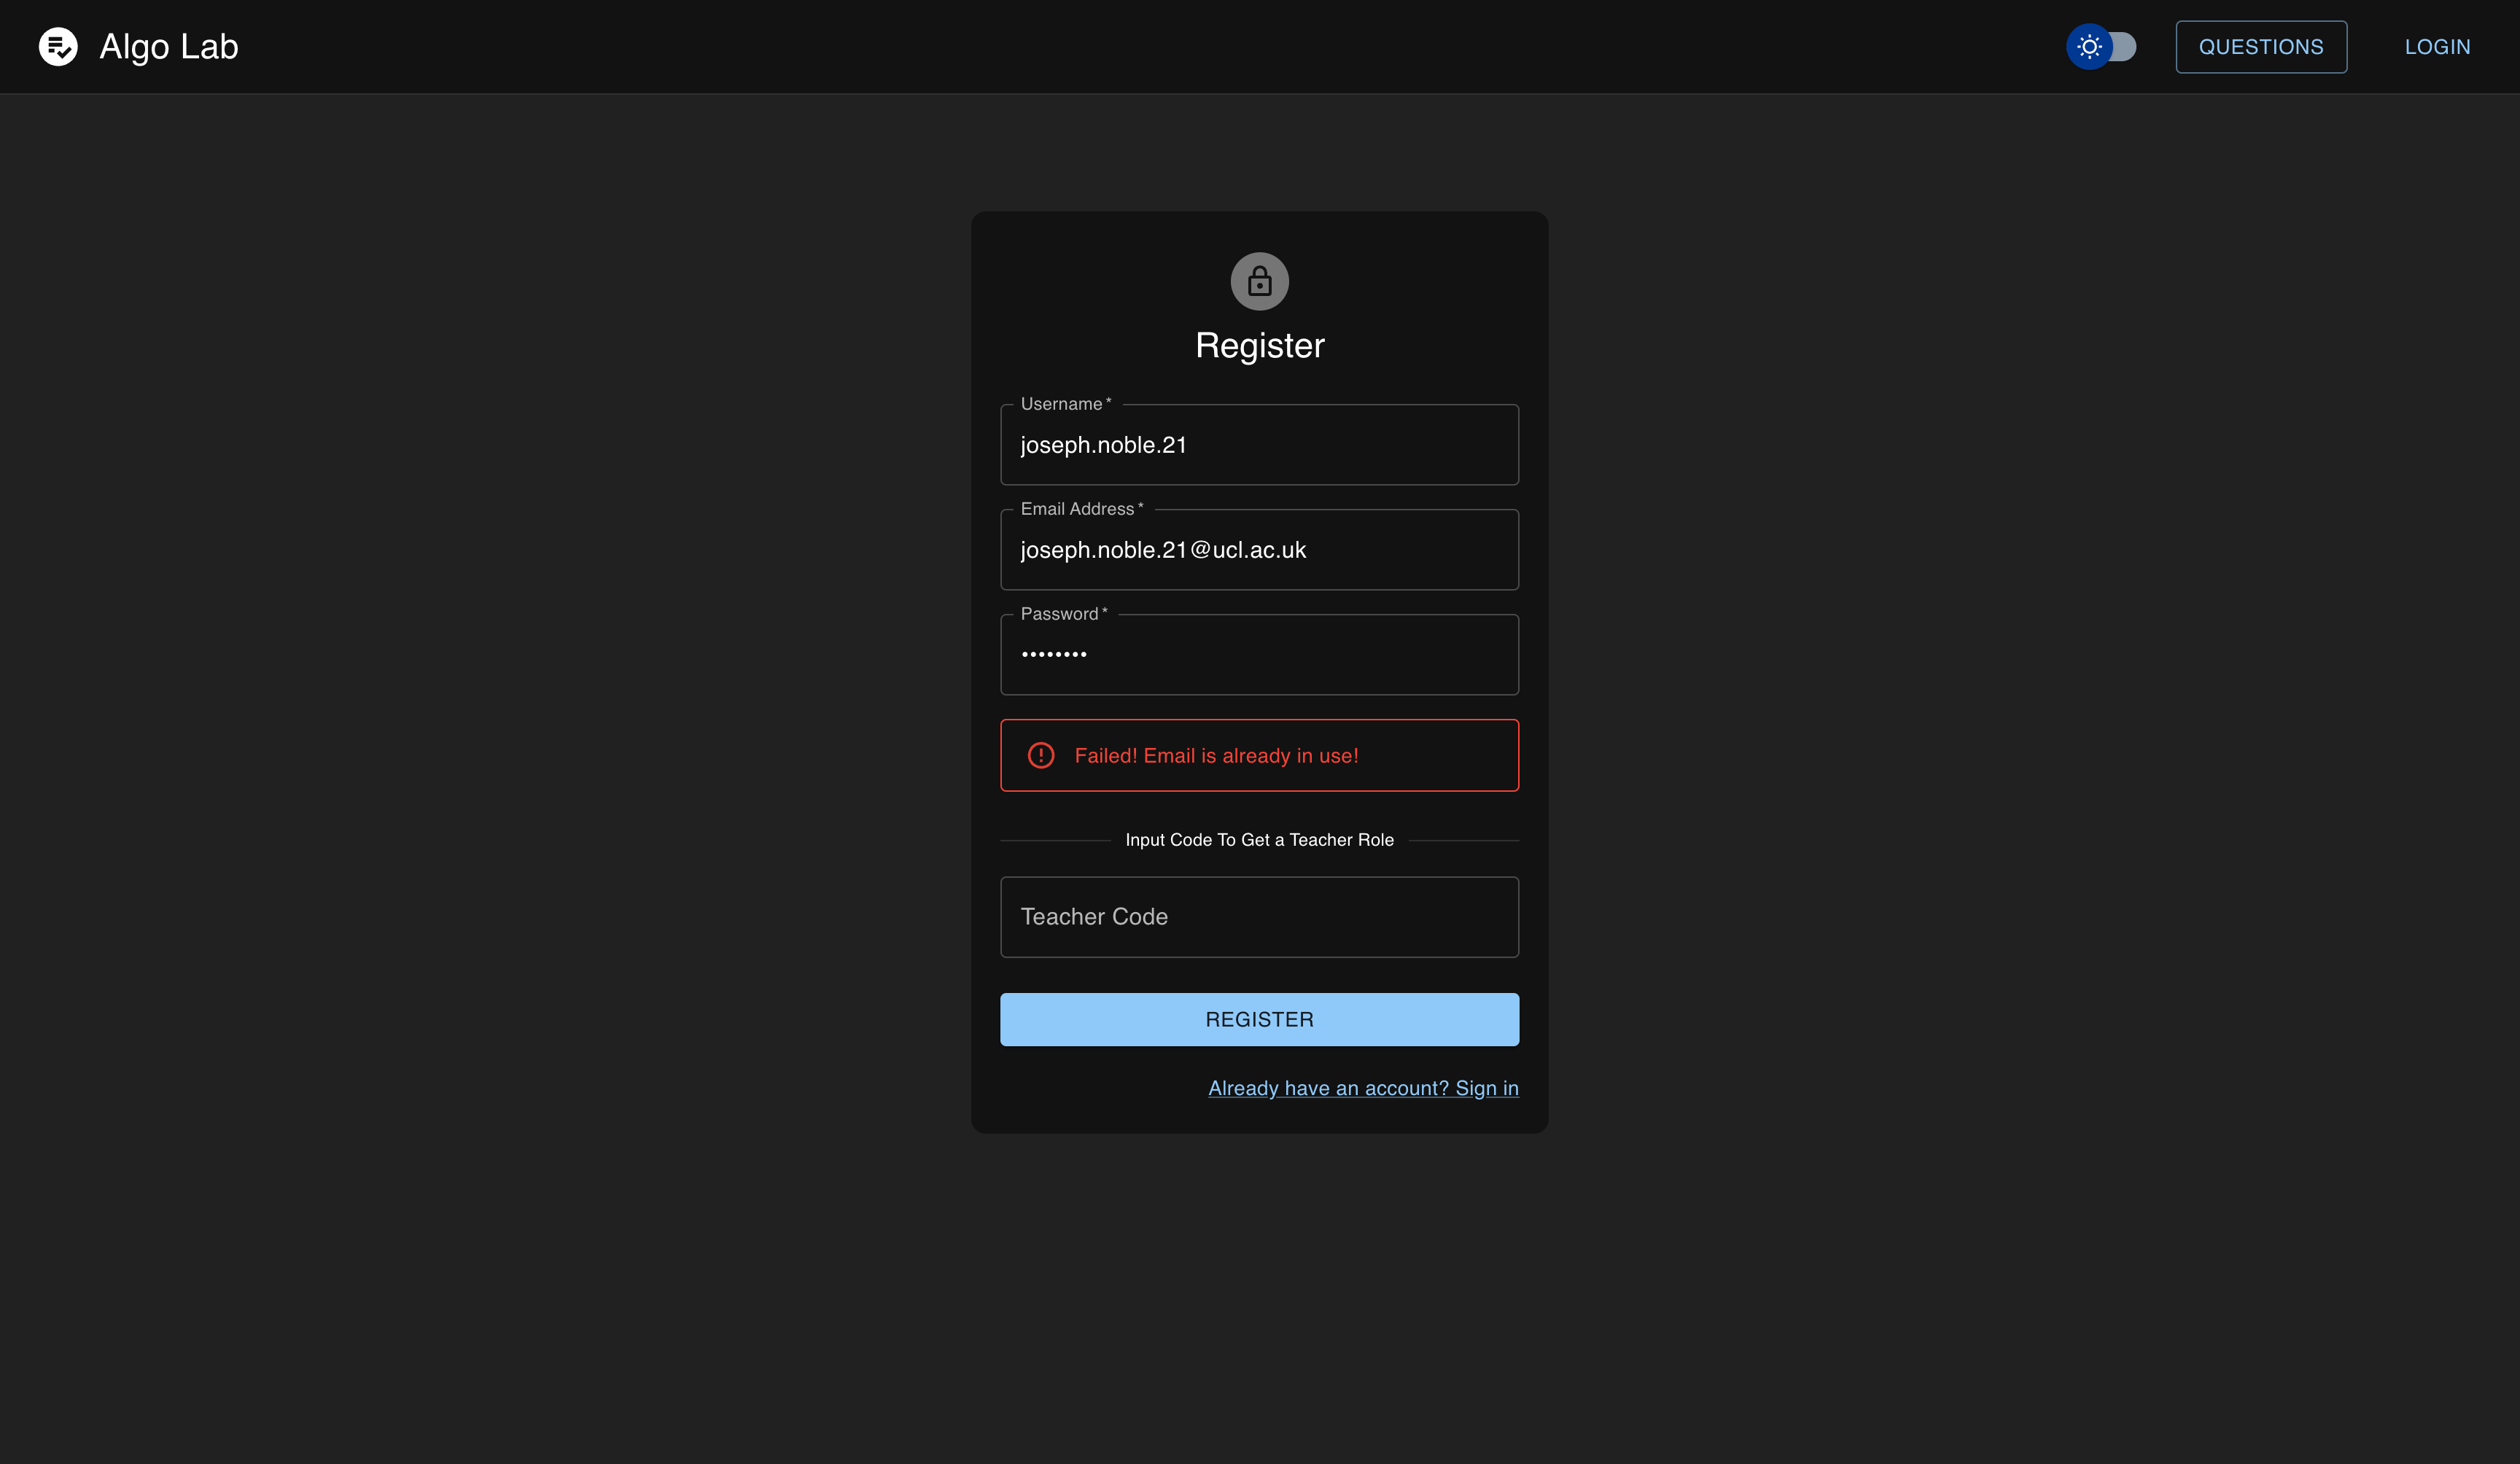 Algo Lab
QUESTIONS
LOGIN
Register
Username *
joseph.noble.21
Email Address *
joseph.noble.21@ucl.ac.uk
Password *
••••••••
Failed! Email is already in use!
Input Code To Get a Teacher Role
Teacher Code
REGISTER
Already have an account? Sign in